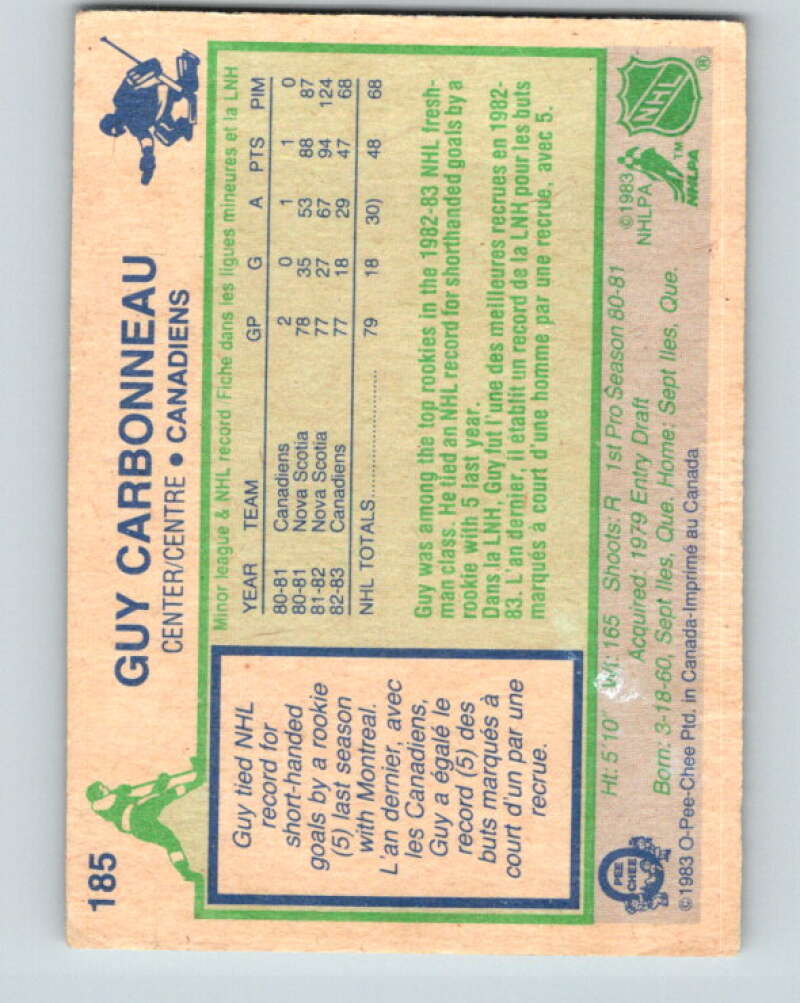 185
GUY CARBONNEAU
CENTER/CENTRE • CANADIENS
Guy tied NHL
record for
short-handed
goals by a rookie
(5) last season
with Montreal.
L'an dernier, avec
les Canadiens,
Guy a égalé le
record (5) des
buts marqués à
court d'un par une
recrue.
Minor league & NHL record Fiche dans les ligues mineures et la LNH
YEAR TEAM GP G A PTS PIM
80-81 Canadiens 2 0 1 1 0
80-81 Nova Scotia 78 35 53 88 87
81-82 Nova Scotia 77 27 67 94 124
82-83 Canadiens 77 18 29 47 68
NHL TOTALS 79 18 30) 48 68
Guy was among the top rookies in the 1982-83 NHL fresh-
man class. He tied an NHL record for shorthanded goals by a
rookie with 5 last year.
Dans la LNH, Guy fut l'une des meilleures recrues en 1982-
83. L'an dernier, il établit un record de la LNH pour les buts
marqués à court d'une homme par une recrue, avec 5.
Ht: 5'10" Wt: 165 Shoots: R 1st Pro Season 80-81
Acquired: 1979 Entry Draft
Born: 3-18-60, Sept Iles, Que. Home: Sept Iles, Que.
©1983
NHLPA
NHLPA
TM
NHL
®
O
PEE
CHEE
©1983 O-Pee-Chee Ptd. in Canada-Imprimé au Canada